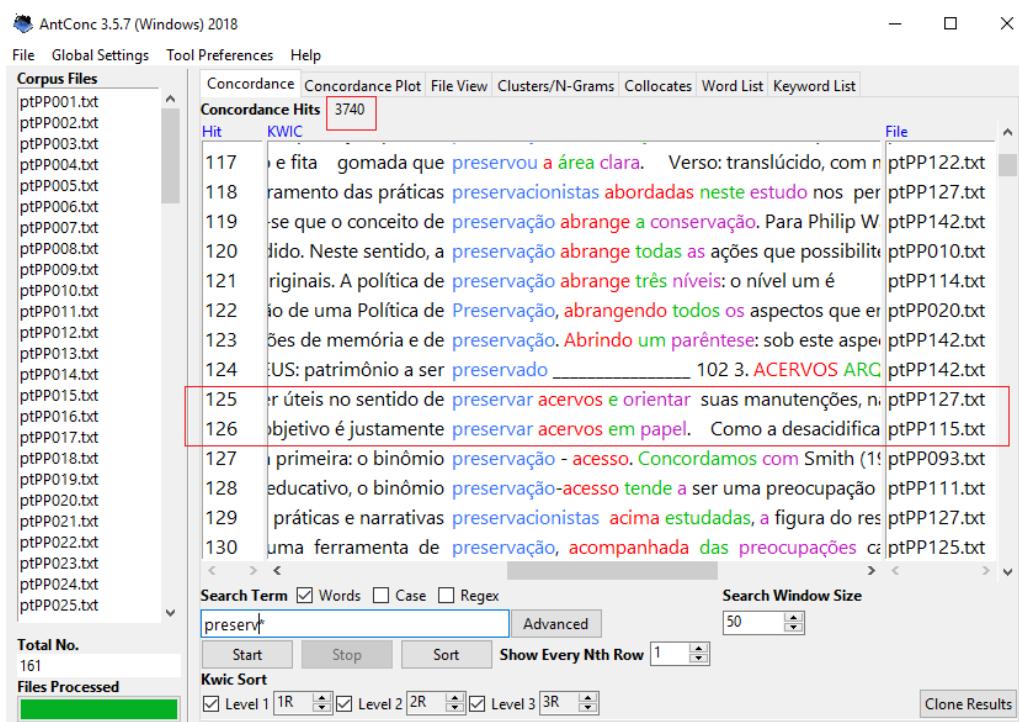 AntConc 3.5.7 (Windows) 2018
File Global Settings Tool Preferences Help
Corpus Files
ptPP001.txt
ptPP002.txt
ptPP003.txt
ptPP004.txt
ptPP005.txt
ptPP006.txt
ptPP007.txt
ptPP008.txt
ptPP009.txt
ptPP010.txt
ptPP011.txt
ptPP012.txt
ptPP013.txt
ptPP014.txt
ptPP015.txt
ptPP016.txt
ptPP017.txt
ptPP018.txt
ptPP019.txt
ptPP020.txt
ptPP021.txt
ptPP022.txt
ptPP023.txt
ptPP024.txt
ptPP025.txt
Total No.
161
Files Processed
Concordance Concordance Plot File View Clusters/N-Grams Collocates Word List Keyword List
Concordance Hits 3740
Hit KWIC File
117 e fita gomada que preservou a área clara. Verso: translúcido, com ptPP122.txt
118 ramento das práticas preservacionistas abordadas neste estudo nos per ptPP127.txt
119 -se que o conceito de preservação abrange a conservação. Para Philip W ptPP142.txt
120 dido. Neste sentido, a preservação abrange todas as ações que possibilite ptPP010.txt
121 riginais. A política de preservação abrange três níveis: o nível um é ptPP114.txt
122 ão de uma Política de Preservação, abrangendo todos os aspectos que er ptPP020.txt
123 ões de memória e de preservação. Abrindo um parêntese: sob este aspe ptPP142.txt
124 EUS: patrimônio a ser preservado ________________ 102 3. ACERVOS ARQ ptPP142.txt
125 er úteis no sentido de preservar acervos e orientar suas manutenções, na ptPP127.txt
126 objetivo é justamente preservar acervos em papel. Como a desacidifica ptPP115.txt
127 primeira: o binômio preservação - acesso. Concordamos com Smith (19 ptPP093.txt
128 educativo, o binômio preservação-acesso tende a ser uma preocupação ptPP111.txt
129 práticas e narrativas preservacionistas acima estudadas, a figura do res ptPP127.txt
130 uma ferramenta de preservação, acompanhada das preocupações ca ptPP125.txt
Search Term Words Case Regex Search Window Size
preserv* Advanced 50
Start Stop Sort Show Every Nth Row 1
Kwic Sort
Level 1 1R Level 2 2R Level 3 3R Clone Results